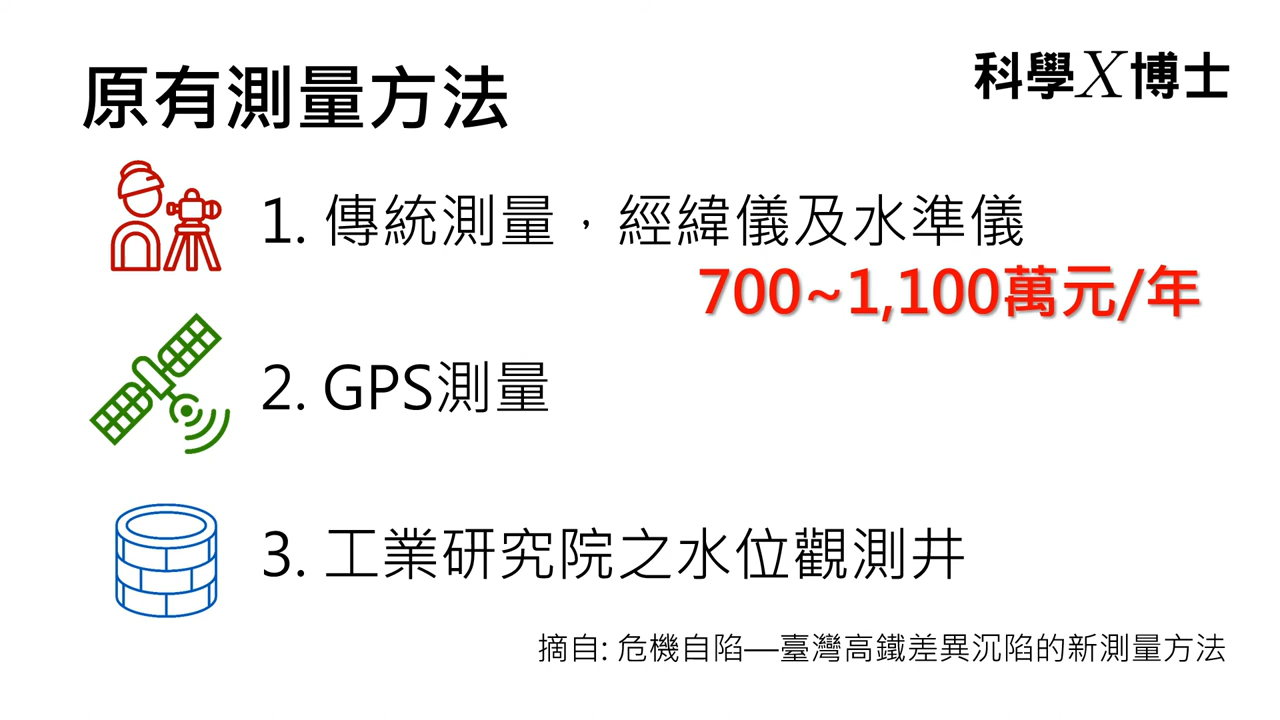 原有測量方法
科學X博士
1. 傳統測量，經緯儀及水準儀
700~1,100萬元/年
2. GPS測量
3. 工業研究院之水位觀測井
摘自: 危機自陷—臺灣高鐵差異沉陷的新測量方法